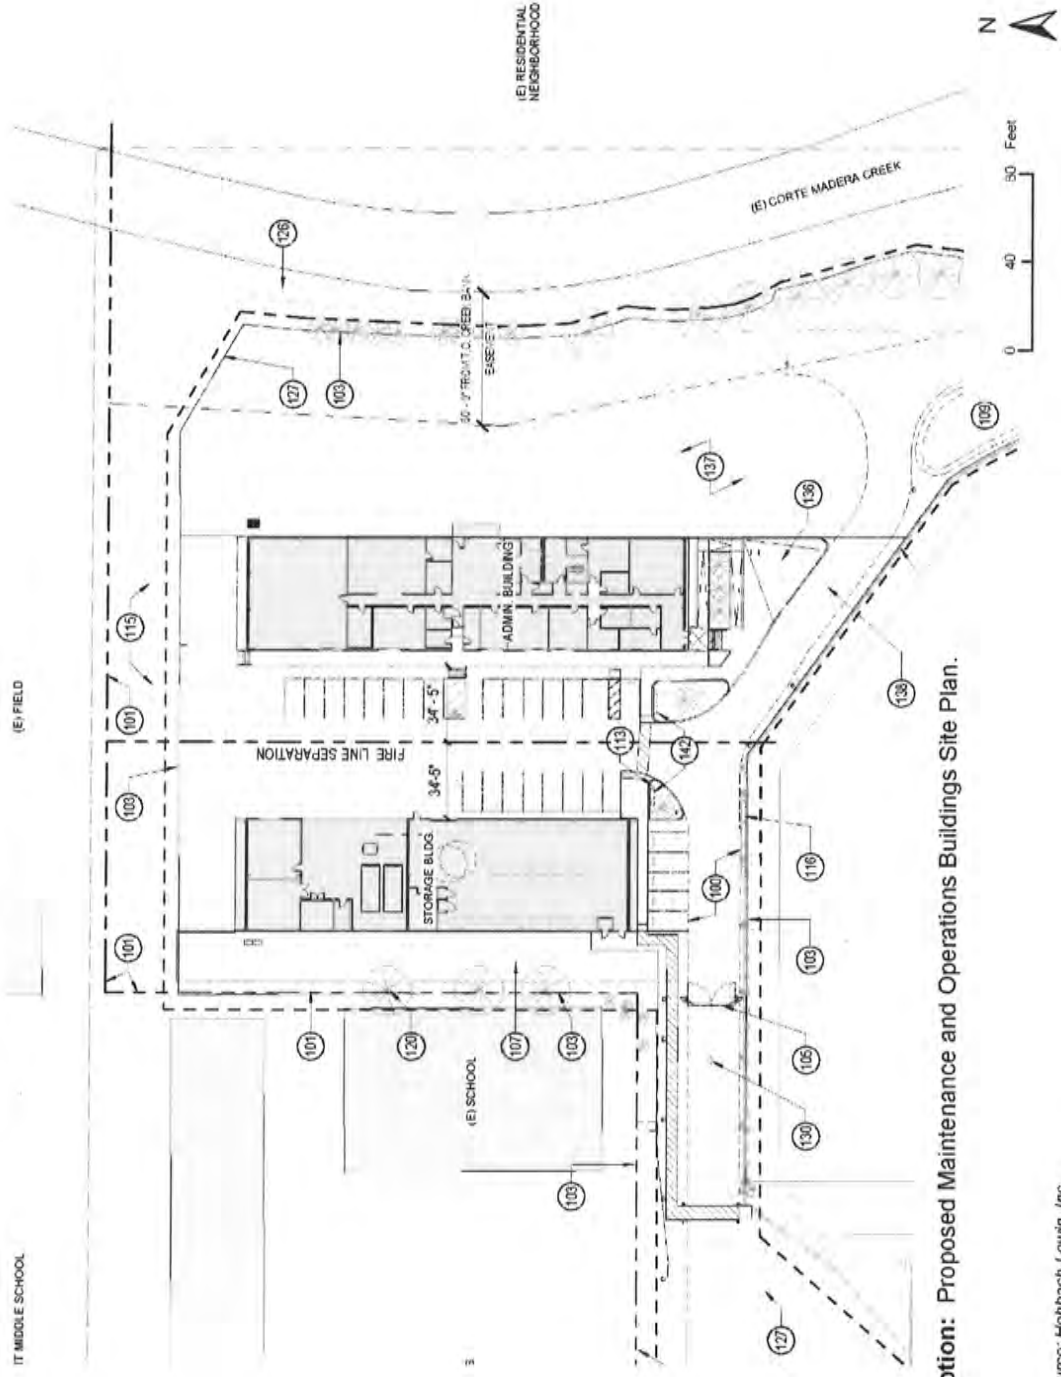 IT MIDDLE SCHOOL
(E) FIELD
(E) RESIDENTIAL
NEIGHBORHOOD
N
101
103
101
115
127
103
126
101
120
107
103
(E) SCHOOL
103
STORAGE BLDG.
FIRE LINE SEPARATION
34'-5"
34'-5"
ADMIN. BUILDING
EASEMENT
(E) CORTE MADERA CREEK
113
142
137
136
100
116
103
105
130
127
138
109
0
40
Feet
ption: Proposed Maintenance and Operations Buildings Site Plan.